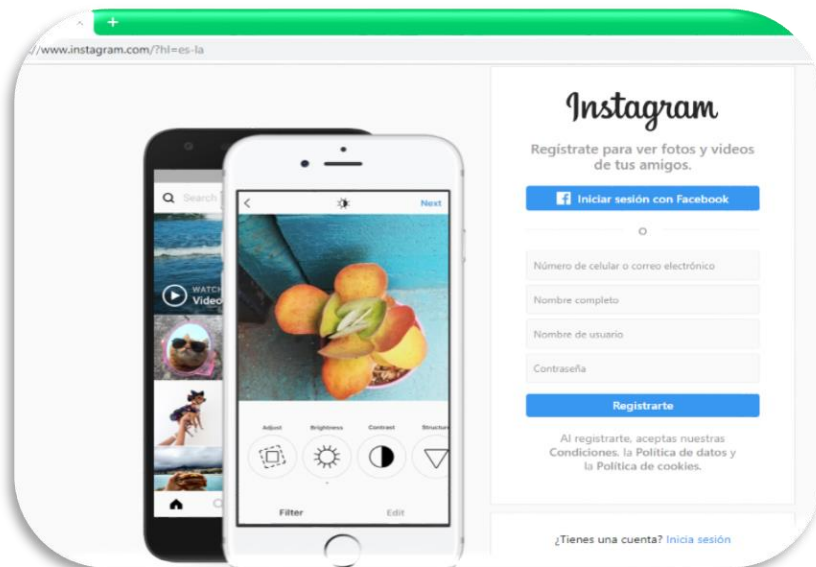 +
//www.instagram.com/?hl=es-la
Search
WATCH
Video
Next
Adjust
Brightness
Contrast
Structure
Filter
Edit
Instagram
Regístrate para ver fotos y videos
de tus amigos.
Iniciar sesión con Facebook
O
Número de celular o correo electrónico
Nombre completo
Nombre de usuario
Contraseña
Registrarte
Al registrarte, aceptas nuestras
Condiciones, la Política de datos y
la Política de cookies.
¿Tienes una cuenta? Inicia sesión